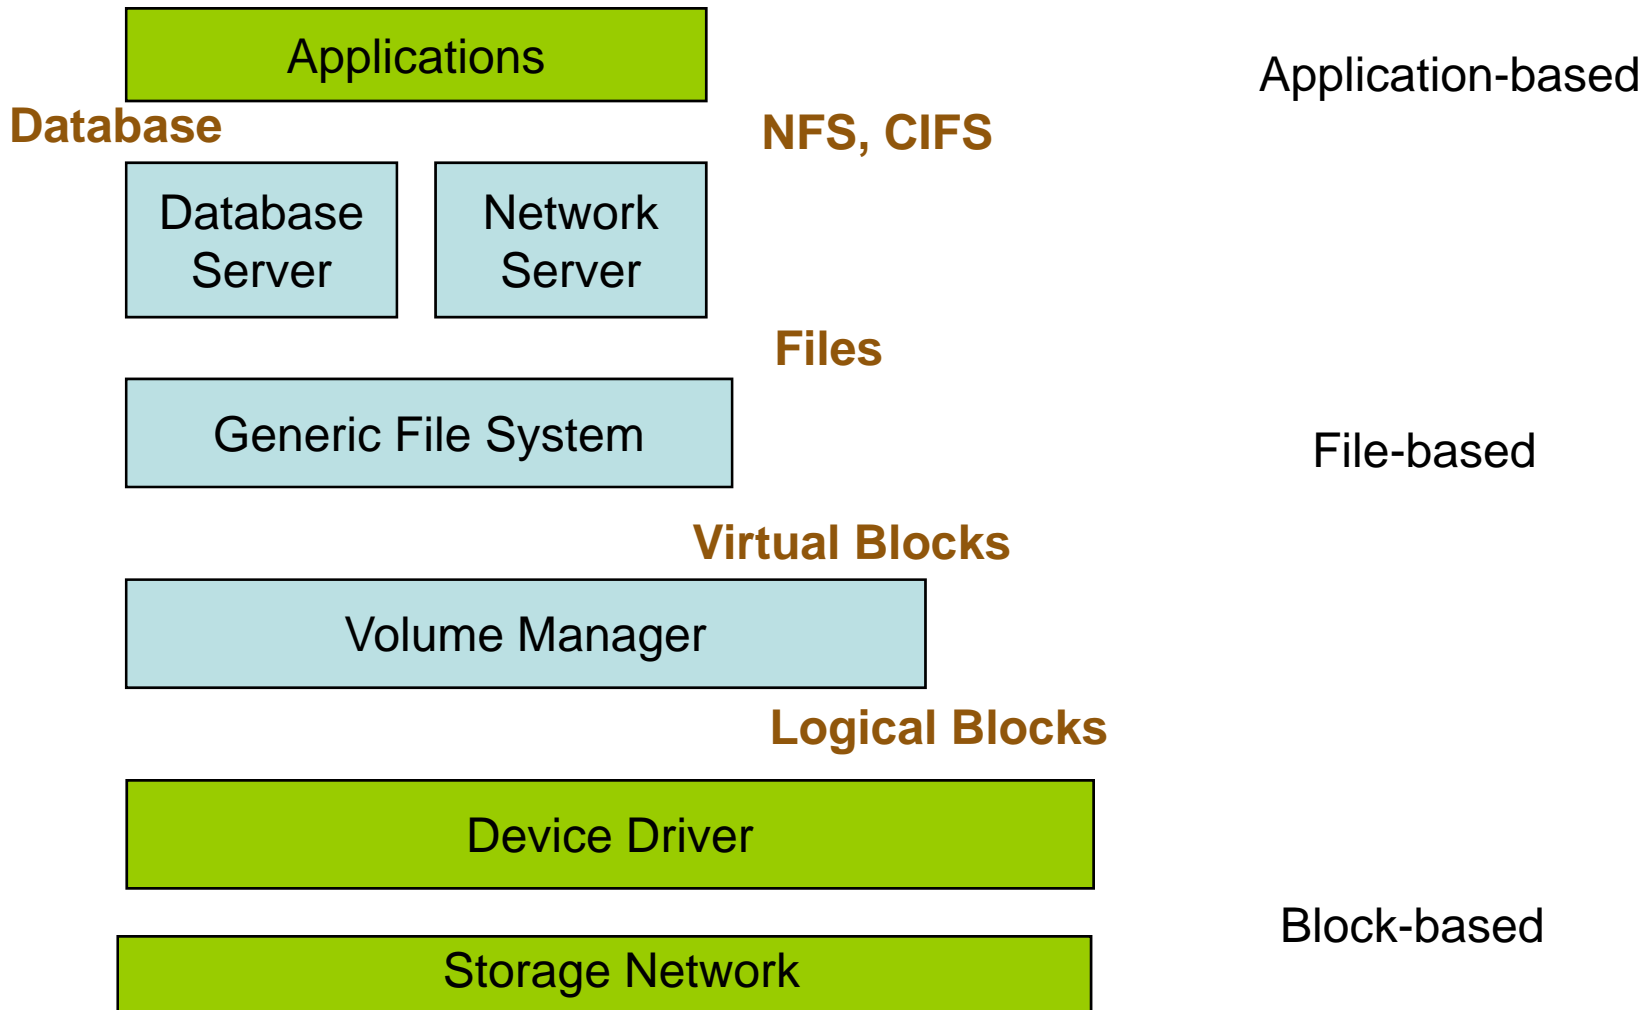 Applications
Application-based
Database
NFS, CIFS
Database
Server
Network
Server
Files
Generic File System
File-based
Virtual Blocks
Volume Manager
Logical Blocks
Device Driver
Block-based
Storage Network